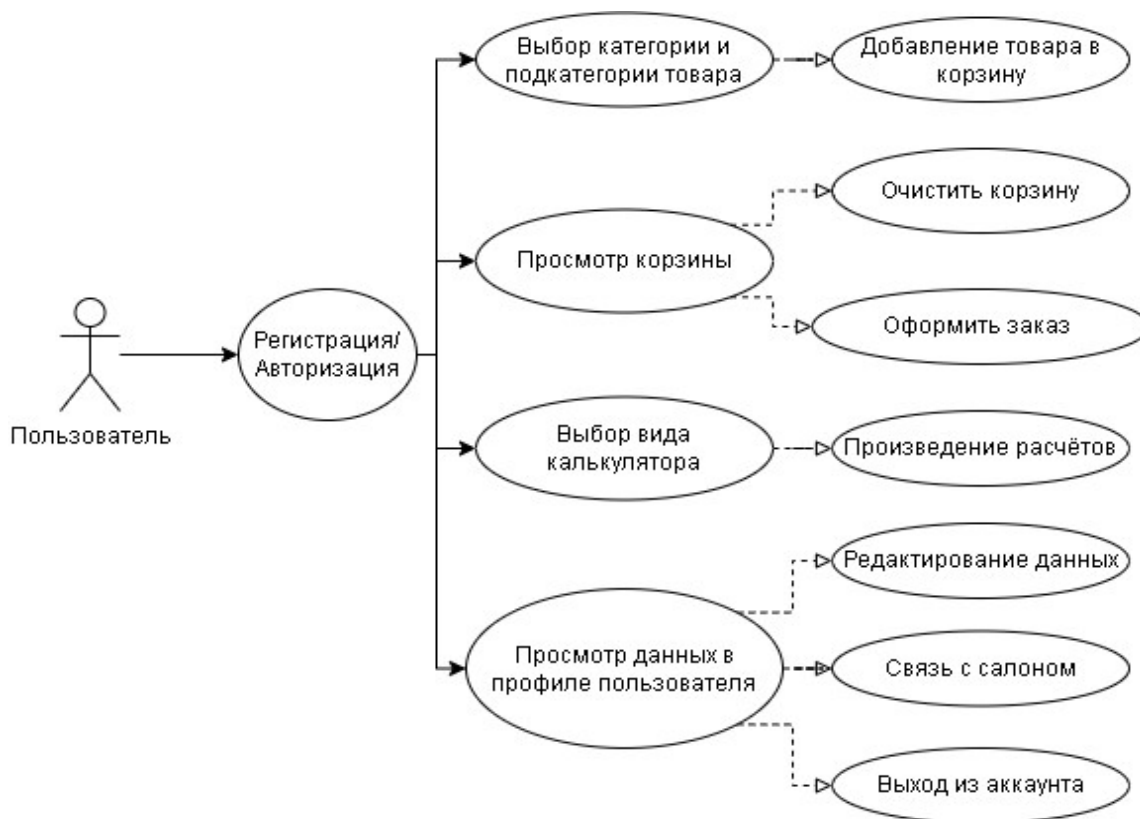 Выбор категории и
подкатегории товара
Добавление товара в
корзину
Очистить корзину
Просмотр корзины
Оформить заказ
Регистрация/
Авторизация
Пользователь
Выбор вида
калькулятора
Произведение расчётов
Редактирование данных
Просмотр данных в
профиле пользователя
Связь с салоном
Выход из аккаунта